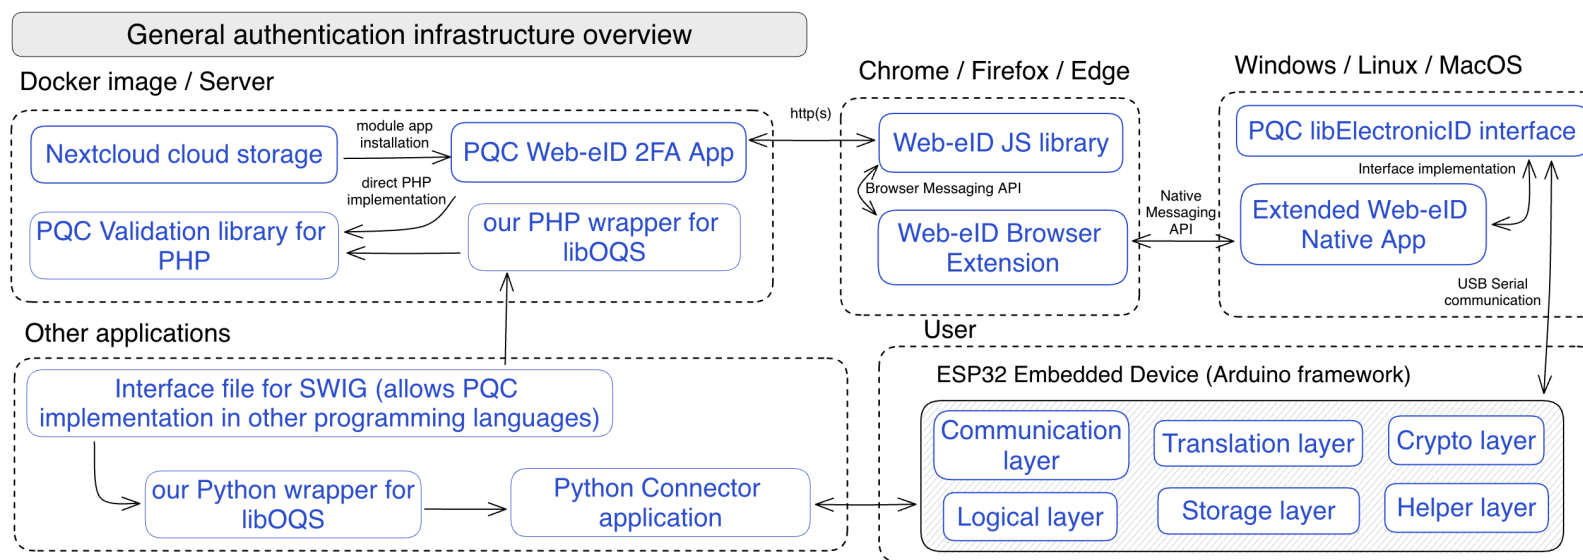 General authentication infrastructure overview
Docker image / Server
Nextcloud cloud storage
module app
installation
PQC Web-eID 2FA App
direct PHP
implementation
PQC Validation library for
PHP
our PHP wrapper for
libOQS
http(s)
Chrome / Firefox / Edge
Web-eID JS library
Browser Messaging API
Web-eID Browser
Extension
Native
Messaging
API
Windows / Linux / MacOS
PQC libElectronicID interface
Interface implementation
Extended Web-eID
Native App
USB Serial
communication
Other applications
Interface file for SWIG (allows PQC
implementation in other programming languages)
our Python wrapper for
libOQS
Python Connector
application
User
ESP32 Embedded Device (Arduino framework)
Communication
layer
Translation layer
Crypto layer
Logical layer
Storage layer
Helper layer